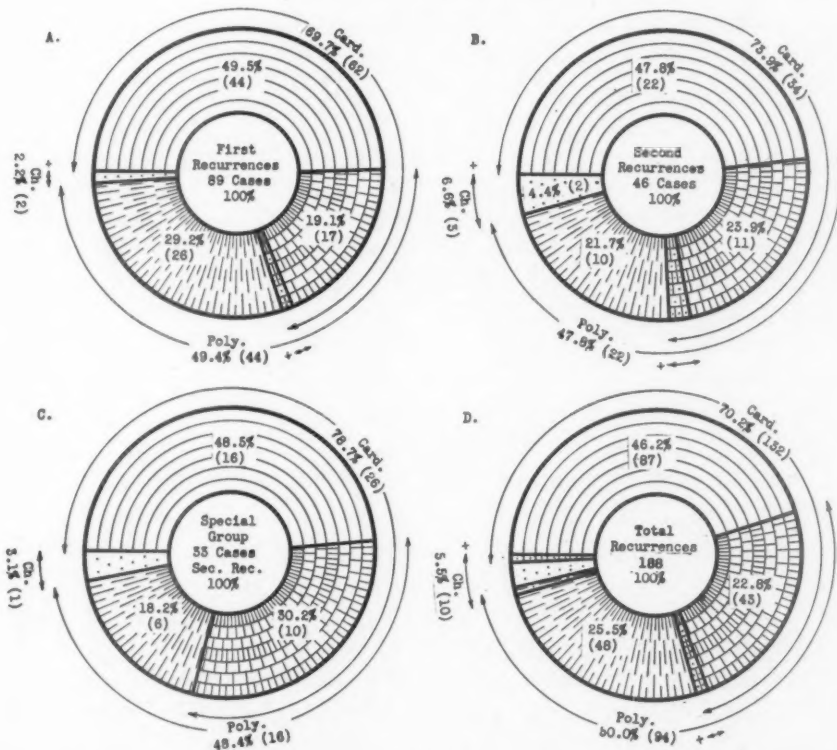 A.
Card.
69.7% (62)
49.5%
(44)
First
Recurrences
89 Cases
100%
+
Ch.
2.2% (2)
19.1%
(17)
29.2%
(26)
Poly.
49.4% (44)
+
B.
Card.
73.9% (34)
47.8%
(22)
Second
Recurrences
46 Cases
100%
+
Ch.
6.6% (3)
4.4% (2)
23.9%
(11)
21.7%
(10)
Poly.
47.8% (22)
+
C.
Card.
78.7% (26)
48.5%
(16)
Special
Group
33 Cases
Sec. Rec.
100%
Ch.
3.1% (1)
18.2%
(6)
30.2%
(10)
Poly.
48.4% (16)
D.
Card.
70.2% (132)
46.2%
(87)
Total
Recurrences
188
100%
+
Ch.
5.5% (10)
22.8%
(43)
25.5%
(48)
Poly.
50.0% (94)
+